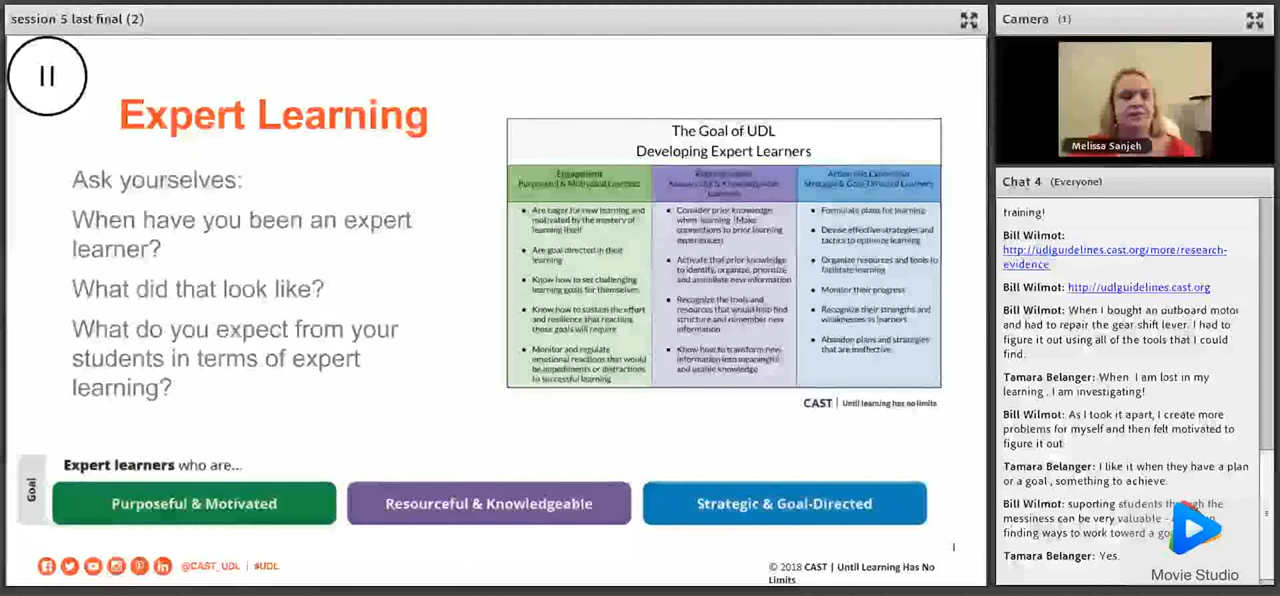 session 5 last final (2)
Expert Learning
Ask yourselves:
When have you been an expert
learner?
What did that look like?
What do you expect from your
students in terms of expert
learning?
The Goal of UDL
Developing Expert Learners
Engagement
Purposeful & Motivated Learners
• Are eager for new learning and
motivated by the mastery of
learning itself
• Are goal directed in their
learning
• Know how to set challenging
learning goals for themselves
• Know how to sustain the effort
and resilience that reaching
those goals will require
• Monitor and regulate
emotional reactions that would
be impediments or distractions
to successful learning
Representation
Resourceful & Knowledgeable
Learners
• Consider prior knowledge
when learning (Make
connections to prior learning
experiences)
• Activate that prior knowledge
to identify, organize, prioritize
and assimilate new information
• Recognize the tools and
resources that would help find
structure and remember new
information
• Know how to transform new
information into meaningful
and usable knowledge
Action and Expression
Strategic & Goal-Directed Learners
• Formulate plans for learning
• Devise effective strategies and
tactics to optimize learning
• Organize resources and tools to
facilitate learning
• Monitor their progress
• Recognize their strengths and
weaknesses as learners
• Abandon plans and strategies
that are ineffective
CAST | Until learning has no limits
Goal
Expert learners who are...
Purposeful & Motivated
Resourceful & Knowledgeable
Strategic & Goal-Directed
@CAST_UDL | #UDL
© 2018 CAST | Until Learning Has No
Limits
Camera (1)
Melissa Sanjeh
Chat 4 (Everyone)
training!
Bill Wilmot:
http://udlguidelines.cast.org/more/research-
evidence
Bill Wilmot: http://udlguidelines.cast.org
Bill Wilmot: When I bought an outboard motor
and had to repair the gear shift lever. I had to
figure it out using all of the tools that I could
find.
Tamara Belanger: When I am lost in my
learning , I am investigating!
Bill Wilmot: As I took it apart, I create more
problems for myself and then felt motivated to
figure it out
Tamara Belanger: I like it when they have a plan
or a goal , something to achieve.
Bill Wilmot: suporting students through the
messiness can be very valuable -
finding ways to work toward a
Tamara Belanger: Yes.
Movie Studio